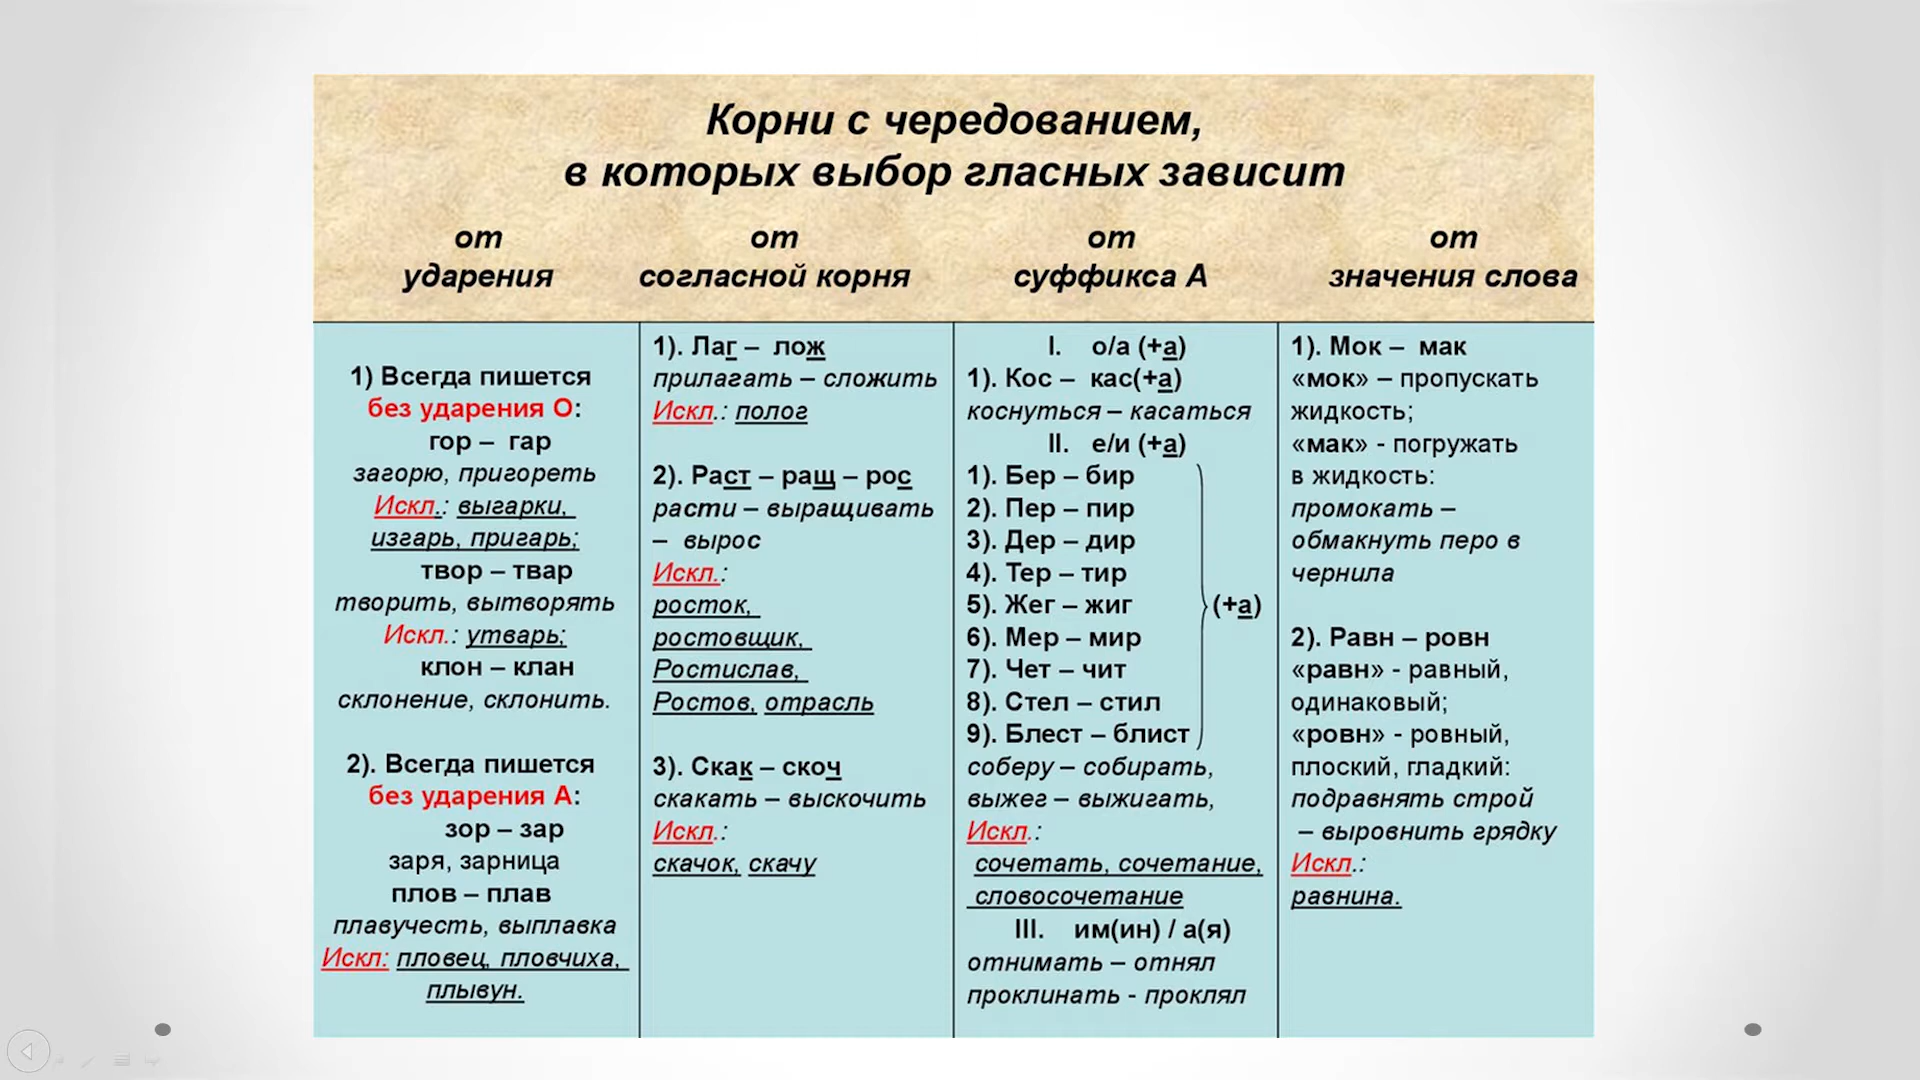 Корни с чередованием,
в которых выбор гласных зависит
от
ударения
от
согласной корня
от
суффикса А
от
значения слова
1) Всегда пишется
без ударения О:
гор – гар
загорю, пригореть
Искл.: выгарки,
изгарь, пригарь;
твор – твар
творить, вытворять
Искл.: утварь;
клон – клан
склонение, склонить.
2). Всегда пишется
без ударения А:
зор – зар
заря, зарница
плов – плав
плавучесть, выплавка
Искл: пловец, пловчиха,
плывун.
1). Лаг – лож
прилагать – сложить
Искл.: полог
2). Раст – ращ – рос
расти – выращивать
– вырос
Искл.:
росток,
ростовщик,
Ростислав,
Ростов, отрасль
3). Скак – скоч
скакать – выскочить
Искл.:
скачок, скачу
I. о/а (+а)
1). Кос – кас(+а)
коснуться – касаться
II. е/и (+а)
1). Бер – бир
2). Пер – пир
3). Дер – дир
4). Тер – тир
5). Жег – жиг
6). Мер – мир
7). Чет – чит
8). Стел – стил
9). Блест – блист
(+а)
соберу – собирать,
выжег – выжигать,
Искл.:
сочетать, сочетание,
словосочетание
III. им(ин) / а(я)
отнимать – отнял
проклинать - проклял
1). Мок – мак
«мок» – пропускать
жидкость;
«мак» - погружать
в жидкость:
промокать –
обмакнуть перо в
чернила
2). Равн – ровн
«равн» - равный,
одинаковый;
«ровн» - ровный,
плоский, гладкий:
подравнять строй
– выровнить грядку
Искл.:
равнина.